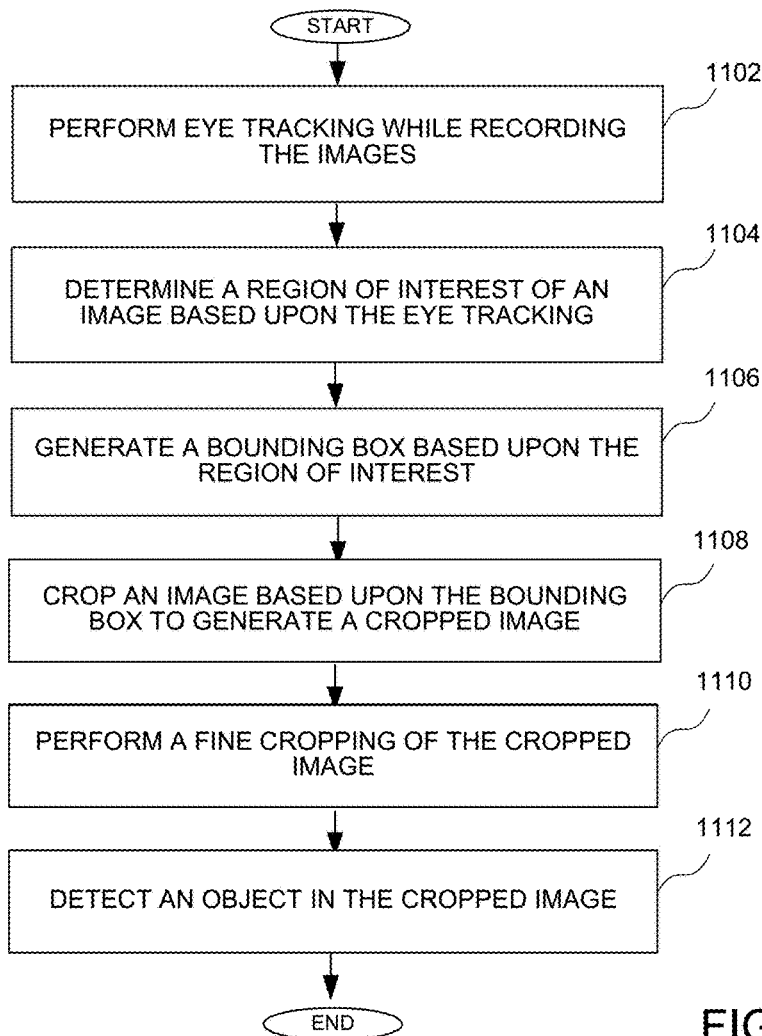 START
1102
PERFORM EYE TRACKING WHILE RECORDING
THE IMAGES
1104
DETERMINE A REGION OF INTEREST OF AN
IMAGE BASED UPON THE EYE TRACKING
1106
GENERATE A BOUNDING BOX BASED UPON THE
REGION OF INTEREST
1108
CROP AN IMAGE BASED UPON THE BOUNDING
BOX TO GENERATE A CROPPED IMAGE
1110
PERFORM A FINE CROPPING OF THE CROPPED
IMAGE
1112
DETECT AN OBJECT IN THE CROPPED IMAGE
END
FIG